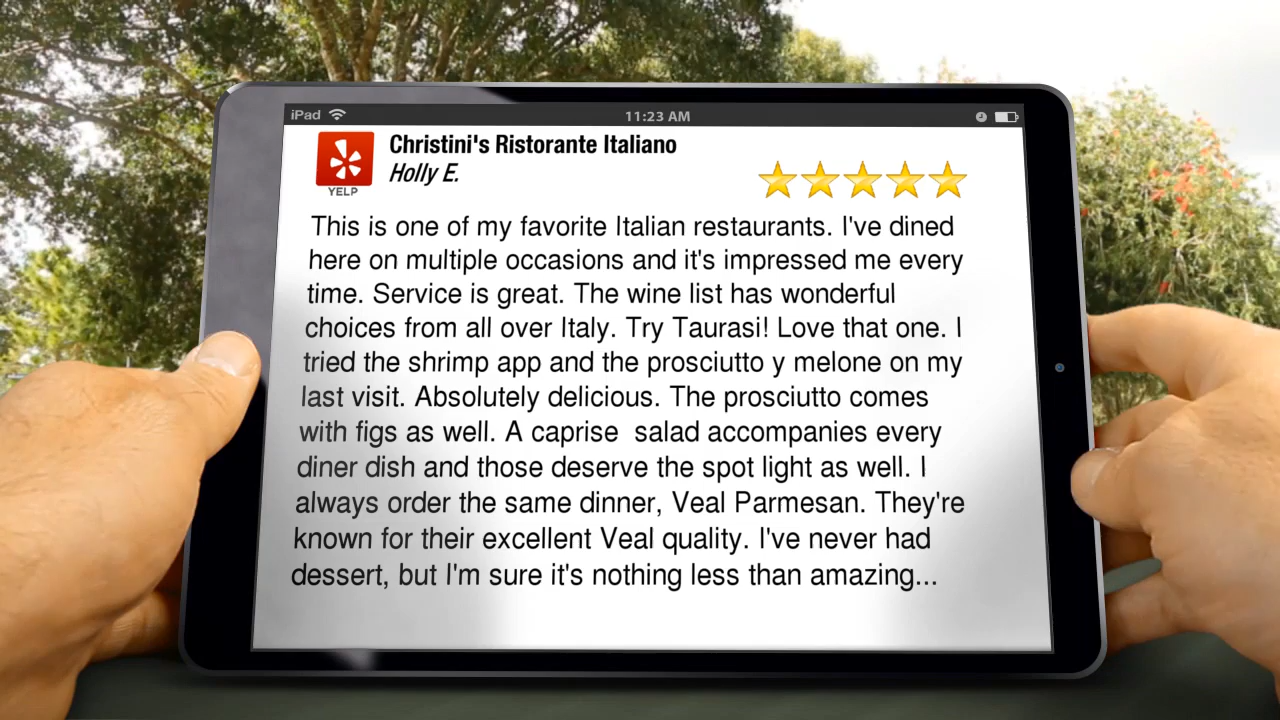 iPad 11:23 AM
Christini's Ristorante Italiano
Holly E.
YELP
This is one of my favorite Italian restaurants. I've dined
here on multiple occasions and it's impressed me every
time. Service is great. The wine list has wonderful
choices from all over Italy. Try Taurasi! Love that one. I
tried the shrimp app and the prosciutto y melone on my
last visit. Absolutely delicious. The prosciutto comes
with figs as well. A caprise  salad accompanies every
diner dish and those deserve the spot light as well. I
always order the same dinner, Veal Parmesan. They're
known for their excellent Veal quality. I've never had
dessert, but I'm sure it's nothing less than amazing...